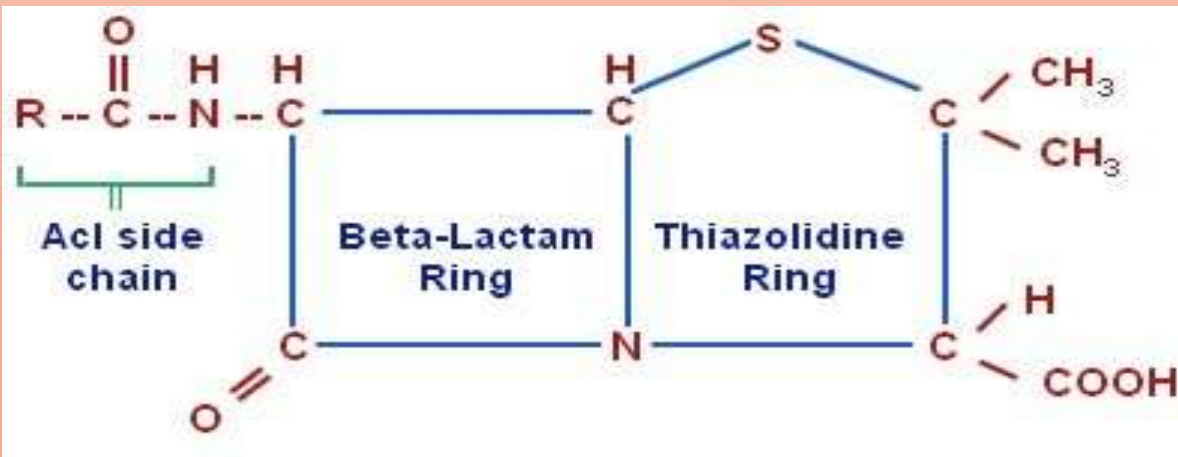 O
H H H S
R -- C -- N -- C C C CH₃
CH₃
Acl side
chain
Beta-Lactam
Ring
Thiazolidine
Ring
H
C N C
COOH
O